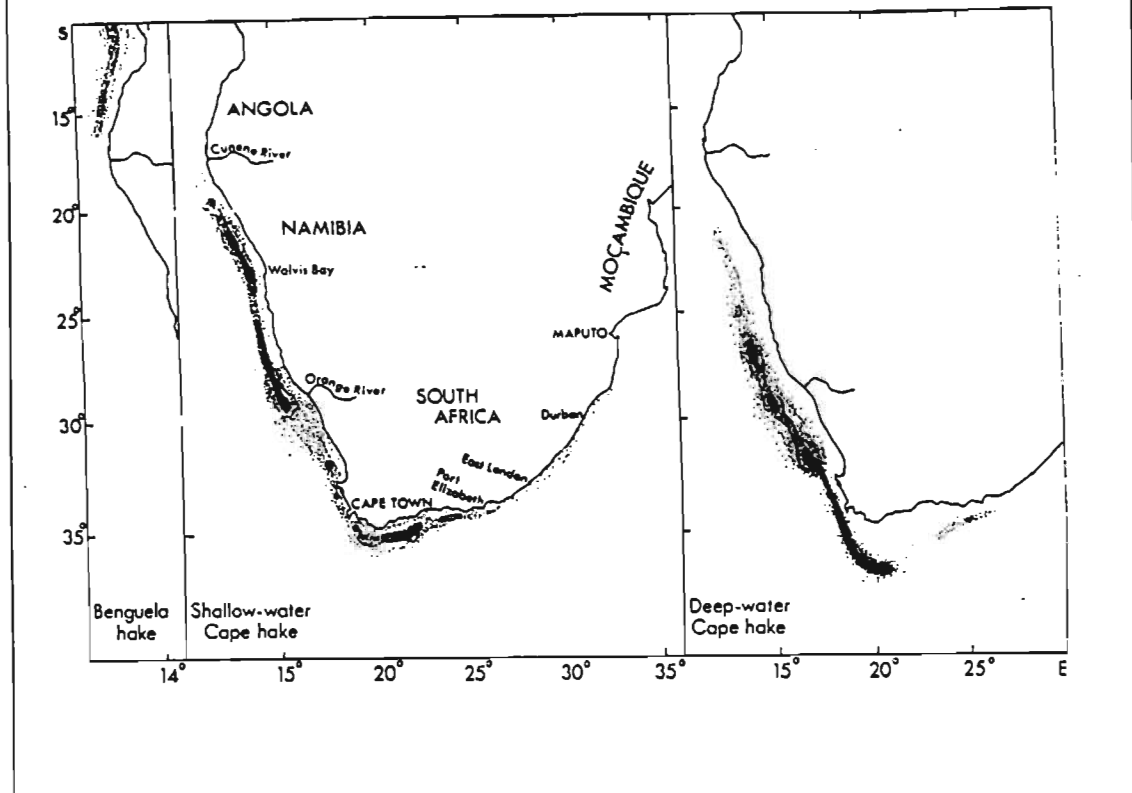 S
15°
20°
25°
30°
35°
Benguela
hake
14°
ANGOLA
Cunene River
NAMIBIA
Walvis Bay
Orange River
SOUTH
AFRICA
MOÇAMBIQUE
MAPUTO
Durban
East London
Port
Elizabeth
CAPE TOWN
Shallow-water
Cape hake
15°
20°
25°
30°
35°
Deep-water
Cape hake
15°
20°
25°
E